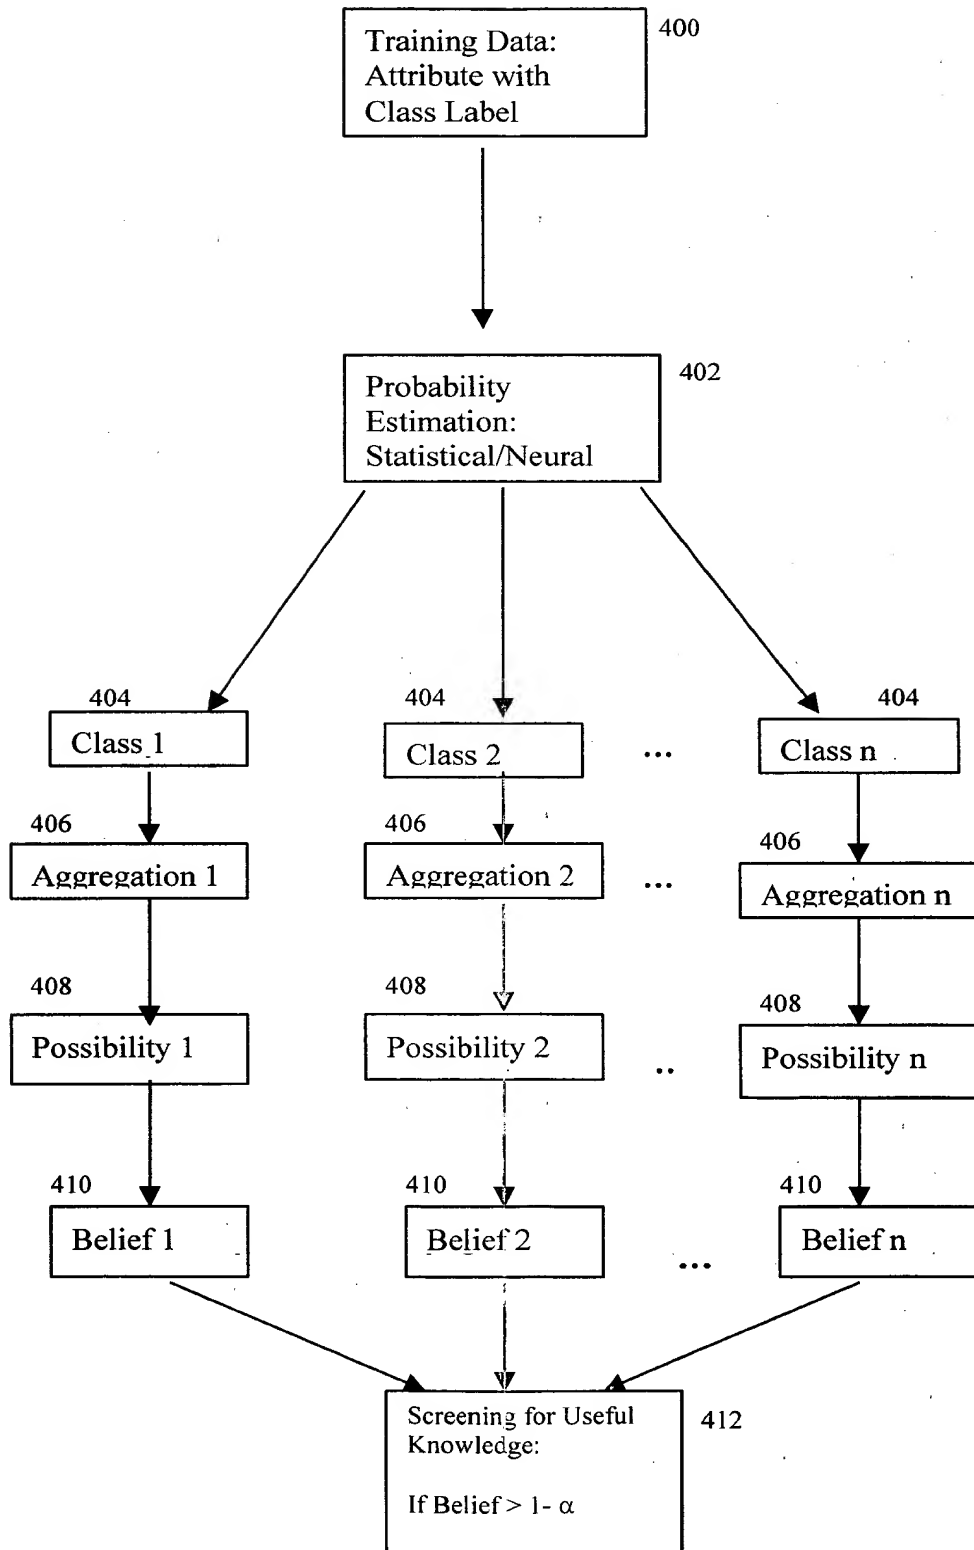 400
Training Data:
Attribute with
Class Label
402
Probability
Estimation:
Statistical/Neural
404 404 404
Class 1 Class 2 ... Class n
406 406 406
Aggregation 1 Aggregation 2 ... Aggregation n
408 408 408
Possibility 1 Possibility 2 .. Possibility n
410 410 410
Belief 1 Belief 2 ... Belief n
412
Screening for Useful
Knowledge:
If Belief > 1- α